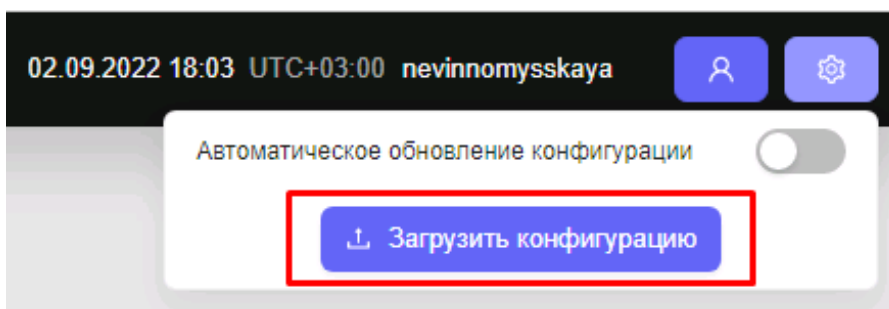 02.09.2022 18:03 UTC+03:00 nevinnomysskaya
Автоматическое обновление конфигурации
Загрузить конфигурацию